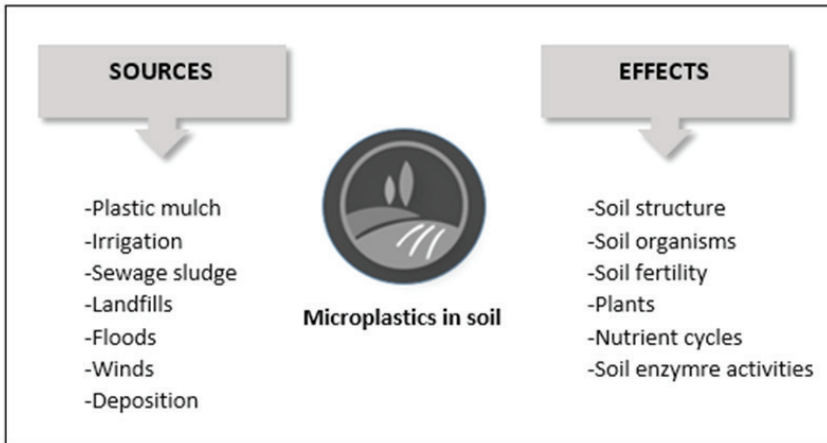 SOURCES
-Plastic mulch
-Irrigation
-Sewage sludge
-Landfills
-Floods
-Winds
-Deposition
Microplastics in soil
EFFECTS
-Soil structure
-Soil organisms
-Soil fertility
-Plants
-Nutrient cycles
-Soil enzymre activities